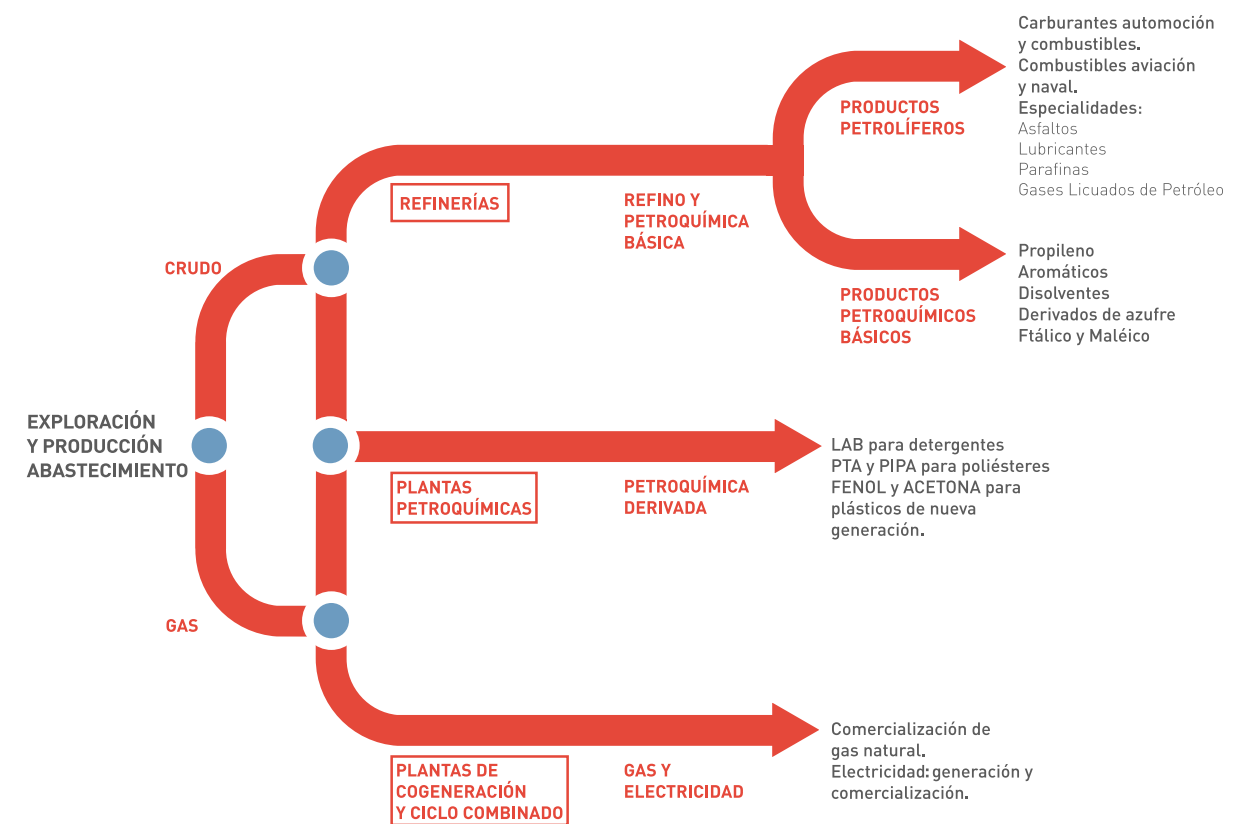 EXPLORACIÓN
Y PRODUCCIÓN
ABASTECIMIENTO
CRUDO
GAS
REFINERÍAS
REFINO Y
PETROQUÍMICA
BÁSICA
PRODUCTOS
PETROLÍFEROS
Carburantes automoción
y combustibles.
Combustibles aviación
y naval.
Especialidades:
Asfaltos
Lubricantes
Parafinas
Gases Licuados de Petróleo
PRODUCTOS
PETROQUÍMICOS
BÁSICOS
Propileno
Aromáticos
Disolventes
Derivados de azufre
Ftálico y Maléico
PLANTAS
PETROQUÍMICAS
PETROQUÍMICA
DERIVADA
LAB para detergentes
PTA y PIPA para poliésteres
FENOL y ACETONA para
plásticos de nueva
generación.
PLANTAS DE
COGENERACIÓN
Y CICLO COMBINADO
GAS Y
ELECTRICIDAD
Comercialización de
gas natural.
Electricidad: generación y
comercialización.